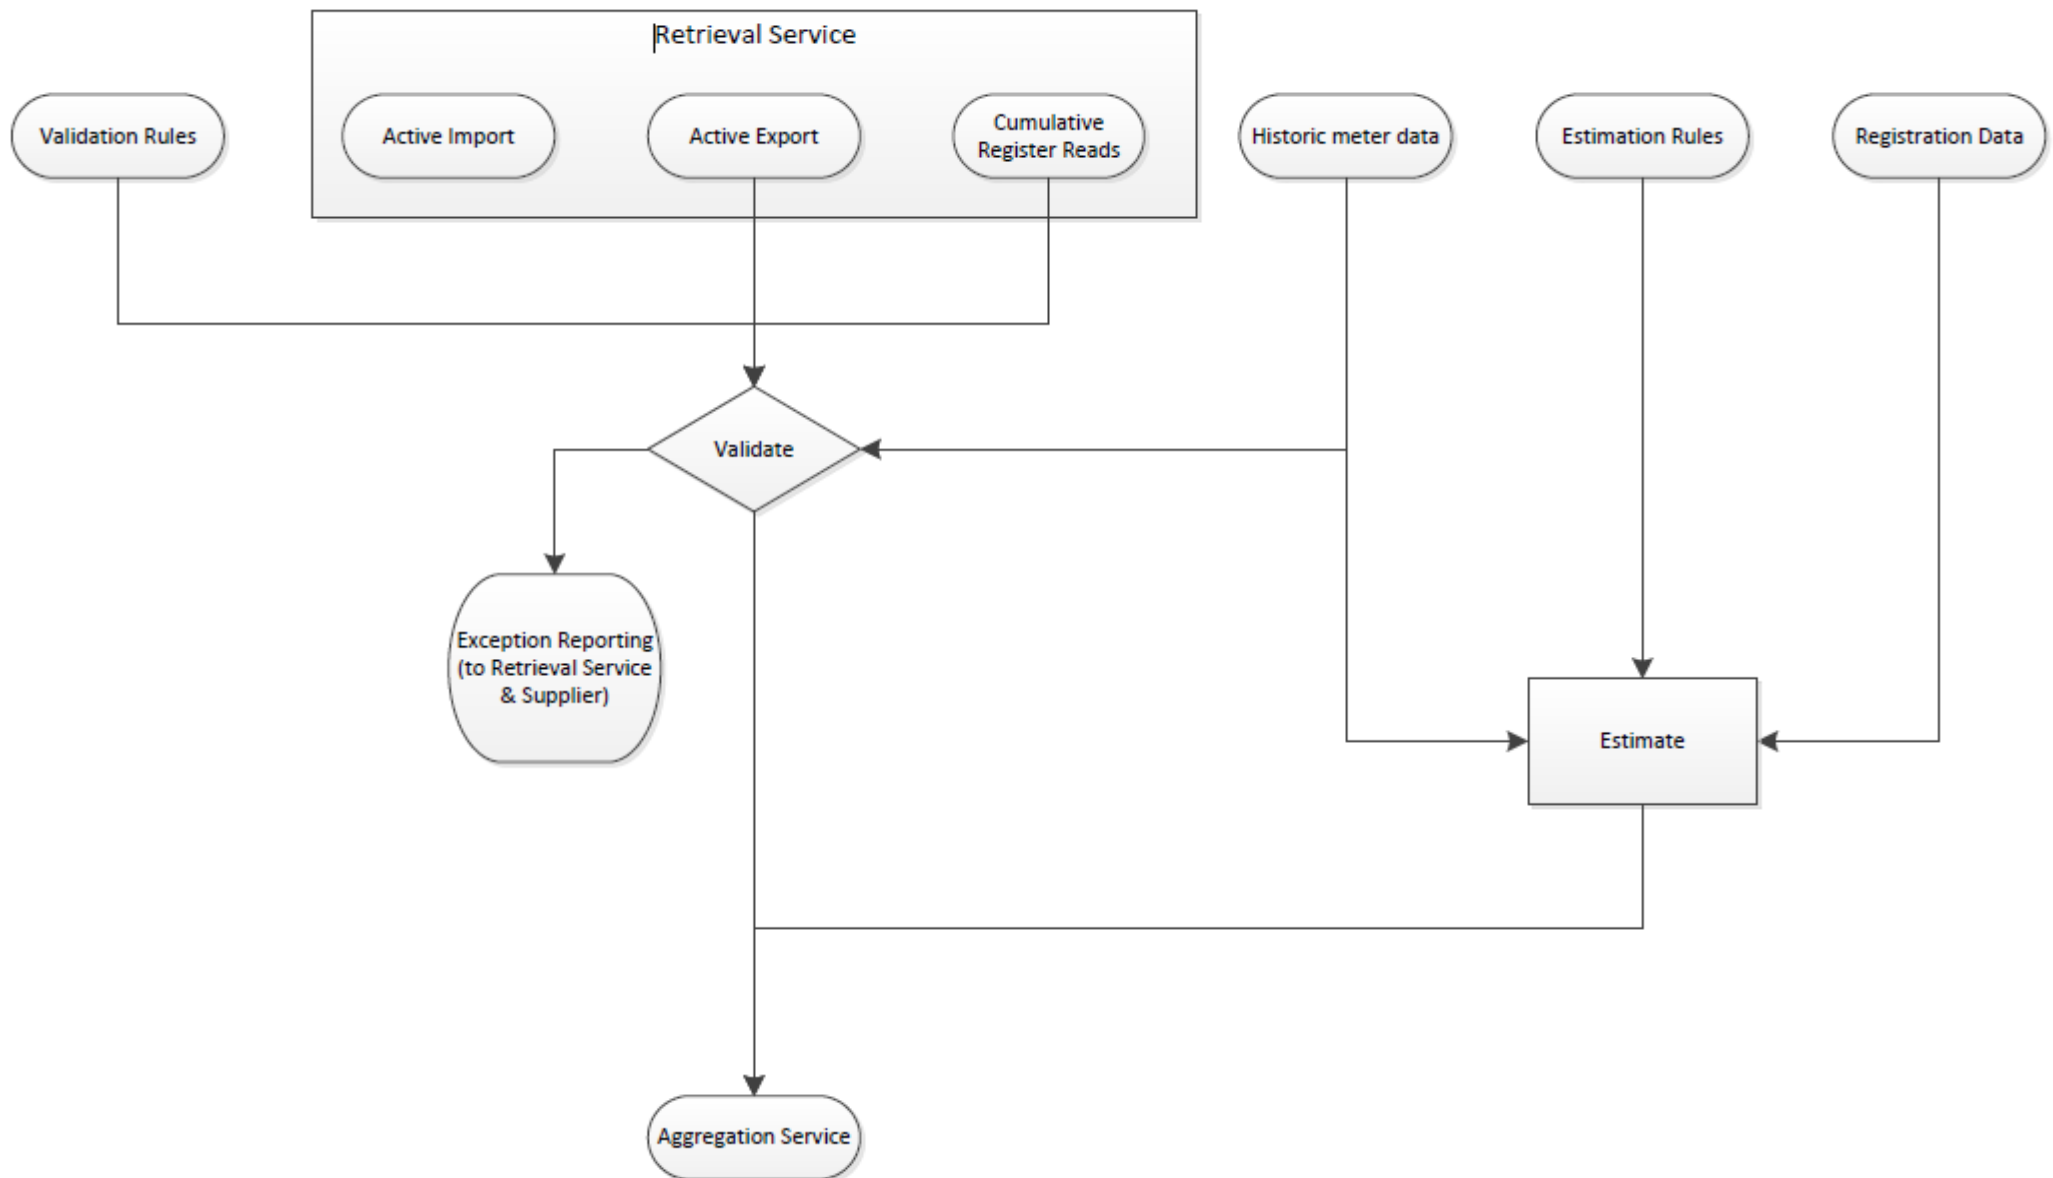 Retrieval Service
Validation Rules
Active Import
Active Export
Cumulative
Register Reads
Historic meter data
Estimation Rules
Registration Data
Validate
Exception Reporting
(to Retrieval Service
& Supplier)
Estimate
Aggregation Service